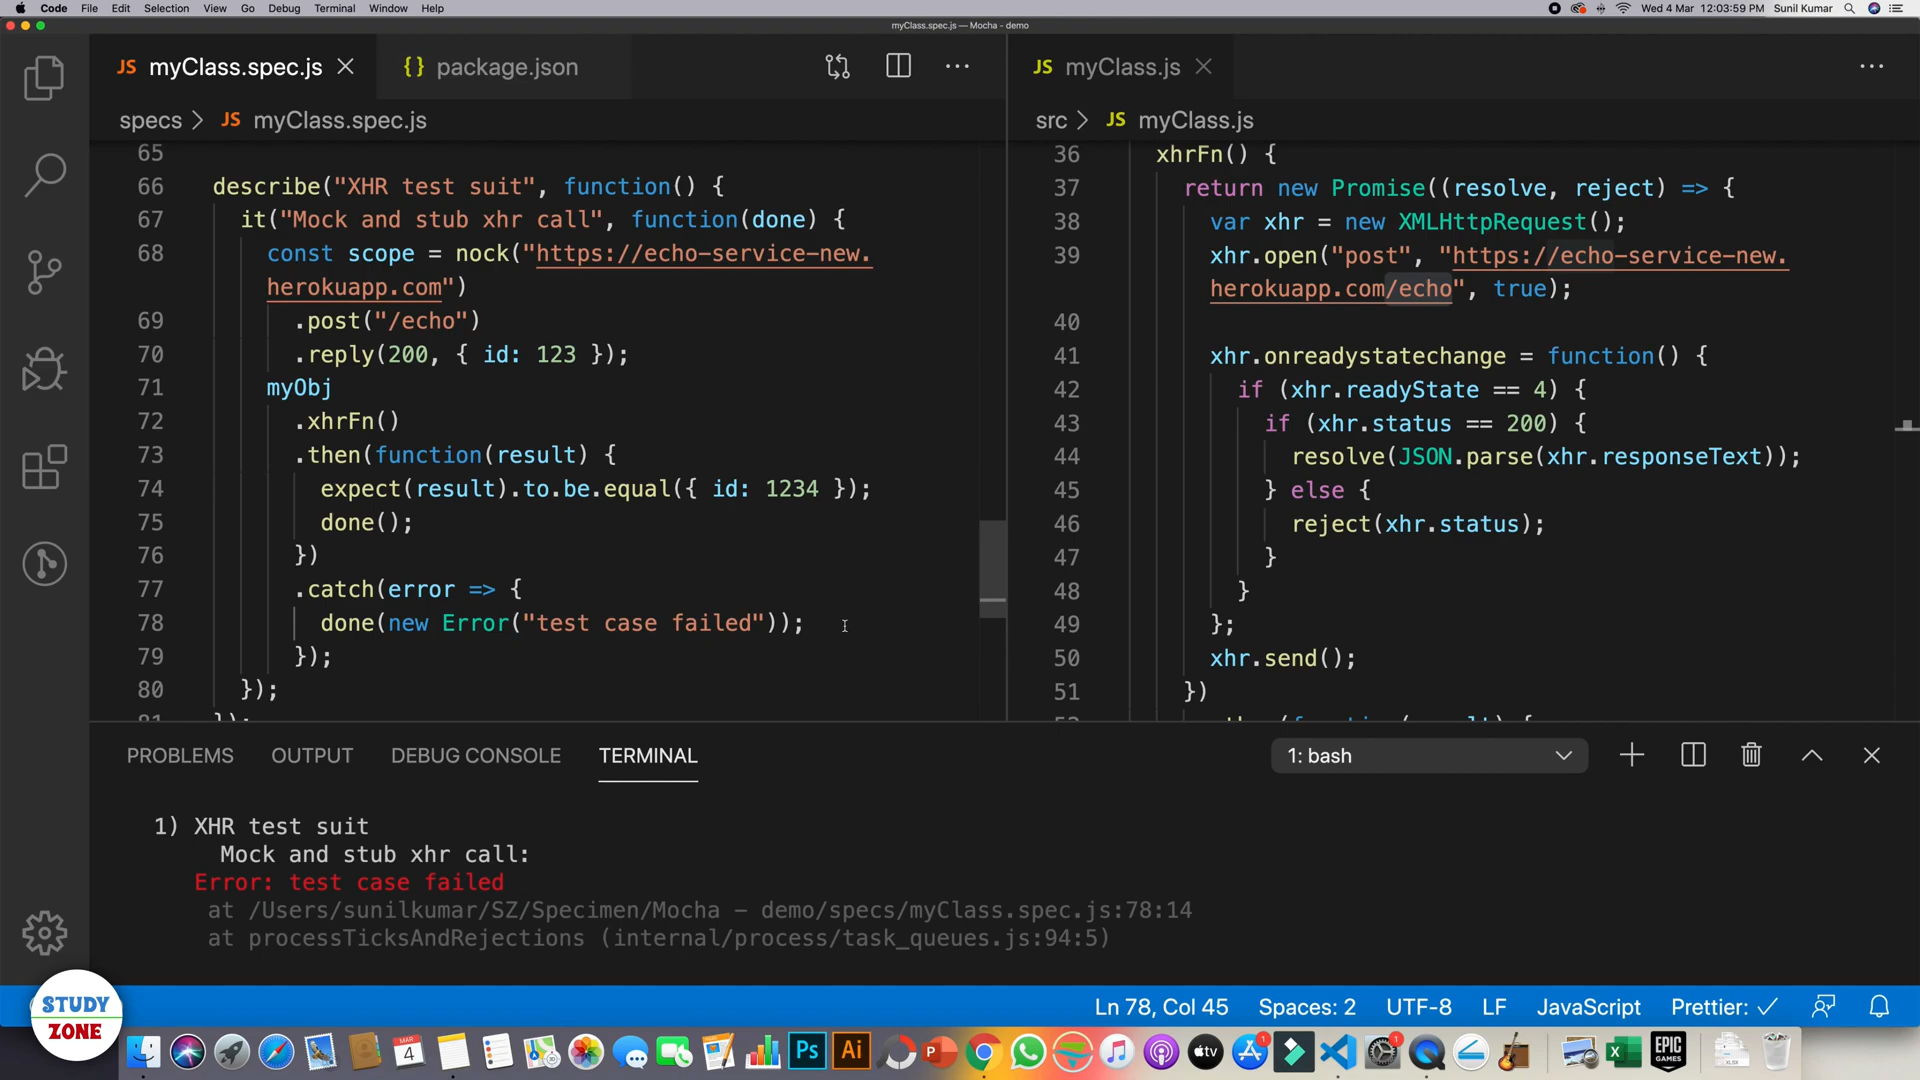 Code File Edit Selection View Go Debug Terminal Window Help
Wed 4 Mar 12:03:59 PM Sunil Kumar
myClass.spec.js — Mocha - demo
JS myClass.spec.js
{} package.json
JS myClass.js
specs > JS myClass.spec.js
src > JS myClass.js
65
66 describe("XHR test suit", function() {
67 it("Mock and stub xhr call", function(done) {
68 const scope = nock("https://echo-service-new.
herokuapp.com")
69 .post("/echo")
70 .reply(200, { id: 123 });
71 myObj
72 .xhrFn()
73 .then(function(result) {
74 expect(result).to.be.equal({ id: 1234 });
75 done();
76 })
77 .catch(error => {
78 done(new Error("test case failed"));
79 });
80 });
81 });
36 xhrFn() {
37 return new Promise((resolve, reject) => {
38 var xhr = new XMLHttpRequest();
39 xhr.open("post", "https://echo-service-new.
herokuapp.com/echo", true);
40
41 xhr.onreadystatechange = function() {
42 if (xhr.readyState == 4) {
43 if (xhr.status == 200) {
44 resolve(JSON.parse(xhr.responseText));
45 } else {
46 reject(xhr.status);
47 }
48 }
49 };
50 xhr.send();
51 })
PROBLEMS OUTPUT DEBUG CONSOLE TERMINAL
1: bash
1) XHR test suit
Mock and stub xhr call:
Error: test case failed
at /Users/sunilkumar/SZ/Specimen/Mocha - demo/specs/myClass.spec.js:78:14
at processTicksAndRejections (internal/process/task_queues.js:94:5)
Ln 78, Col 45 Spaces: 2 UTF-8 LF JavaScript Prettier: ✓
STUDY
ZONE
MAR
4
Ps
Ai
P
tv
1
1
X
EPIC
GAMES
XLSX